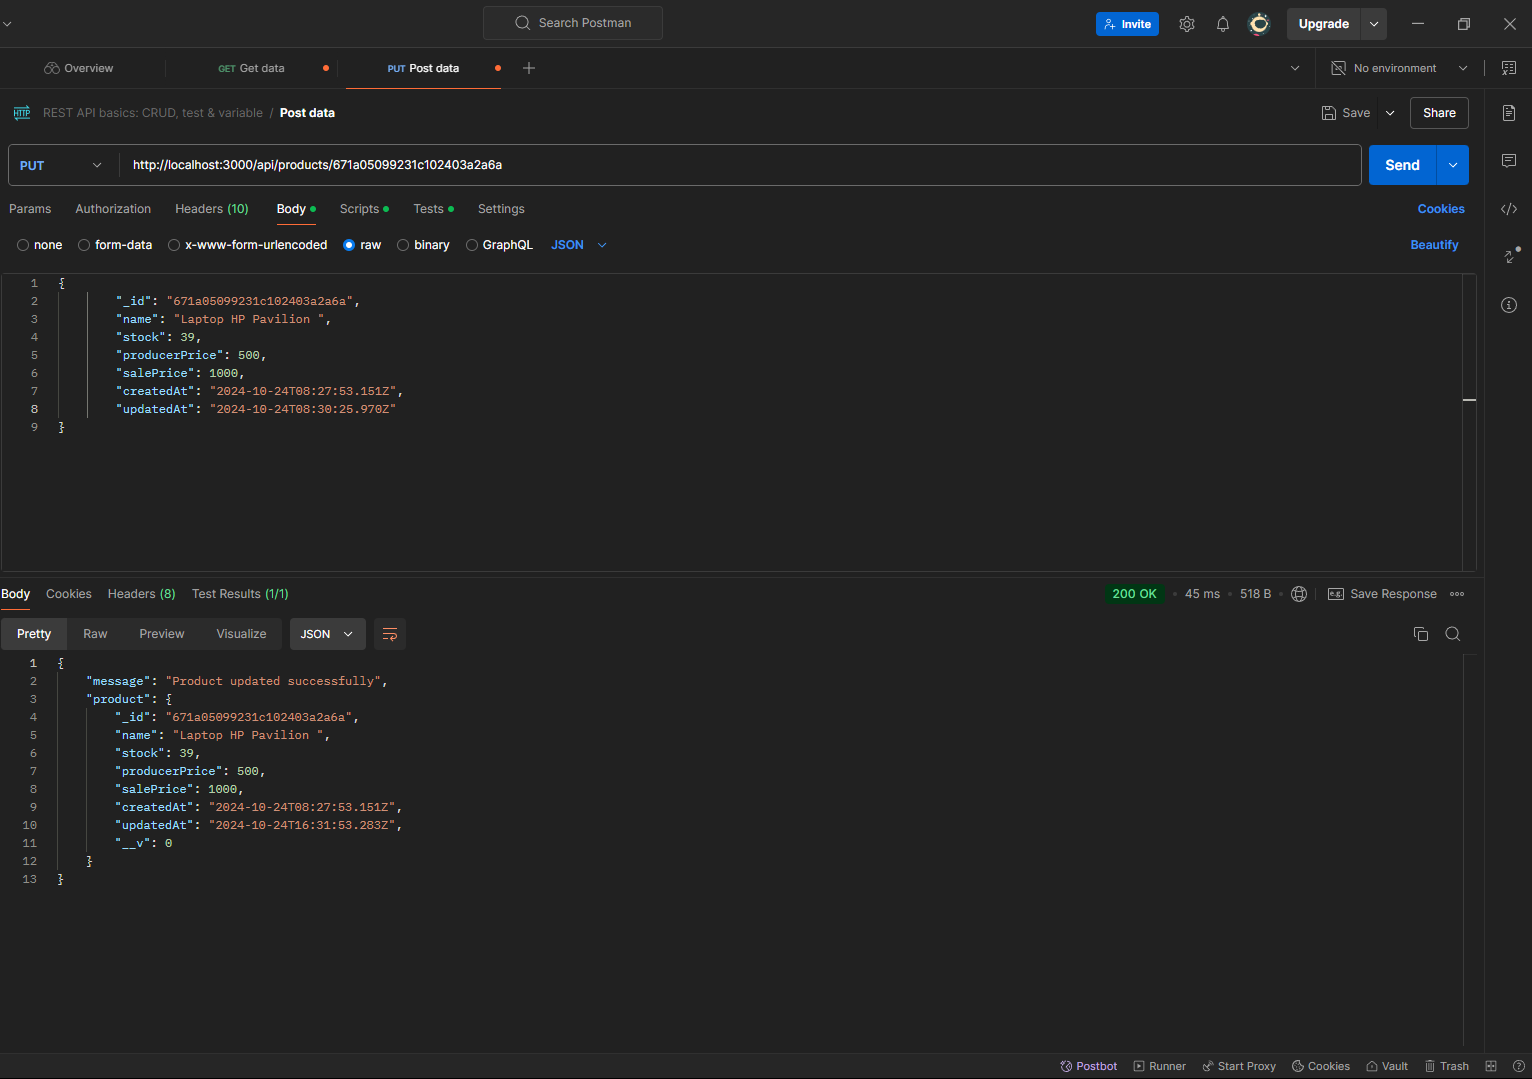 Search Postman
Invite
Upgrade
Overview
GET Get data
PUT Post data
No environment
HTTP REST API basics: CRUD, test & variable / Post data
Save
Share
PUT
http://localhost:3000/api/products/671a05099231c102403a2a6a
Send
Params Authorization Headers (10) Body Scripts Tests Settings
Cookies
none form-data x-www-form-urlencoded raw binary GraphQL JSON
Beautify
1 {
2 "_id": "671a05099231c102403a2a6a",
3 "name": "Laptop HP Pavilion ",
4 "stock": 39,
5 "producerPrice": 500,
6 "salePrice": 1000,
7 "createdAt": "2024-10-24T08:27:53.151Z",
8 "updatedAt": "2024-10-24T08:30:25.970Z"
9 }
Body Cookies Headers (8) Test Results (1/1)
200 OK • 45 ms • 518 B •
e.g. Save Response
Pretty Raw Preview Visualize JSON
1 {
2 "message": "Product updated successfully",
3 "product": {
4 "_id": "671a05099231c102403a2a6a",
5 "name": "Laptop HP Pavilion ",
6 "stock": 39,
7 "producerPrice": 500,
8 "salePrice": 1000,
9 "createdAt": "2024-10-24T08:27:53.151Z",
10 "updatedAt": "2024-10-24T16:31:53.283Z",
11 "__v": 0
12 }
13 }
Postbot Runner Start Proxy Cookies Vault Trash